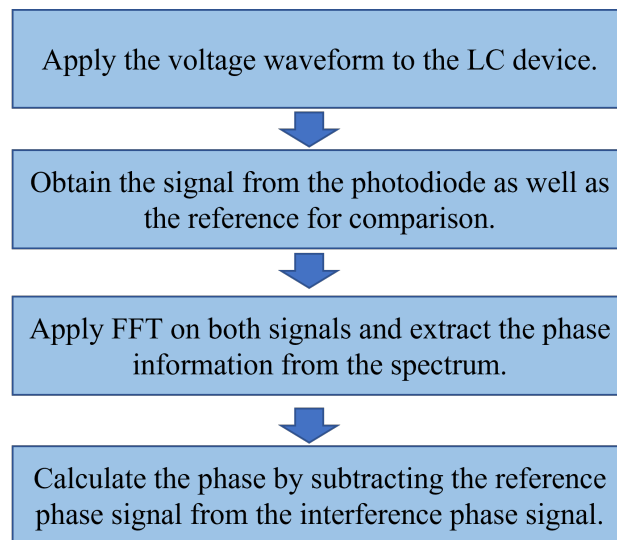 Apply the voltage waveform to the LC device.
Obtain the signal from the photodiode as well as
the reference for comparison.
Apply FFT on both signals and extract the phase
information from the spectrum.
Calculate the phase by subtracting the reference
phase signal from the interference phase signal.